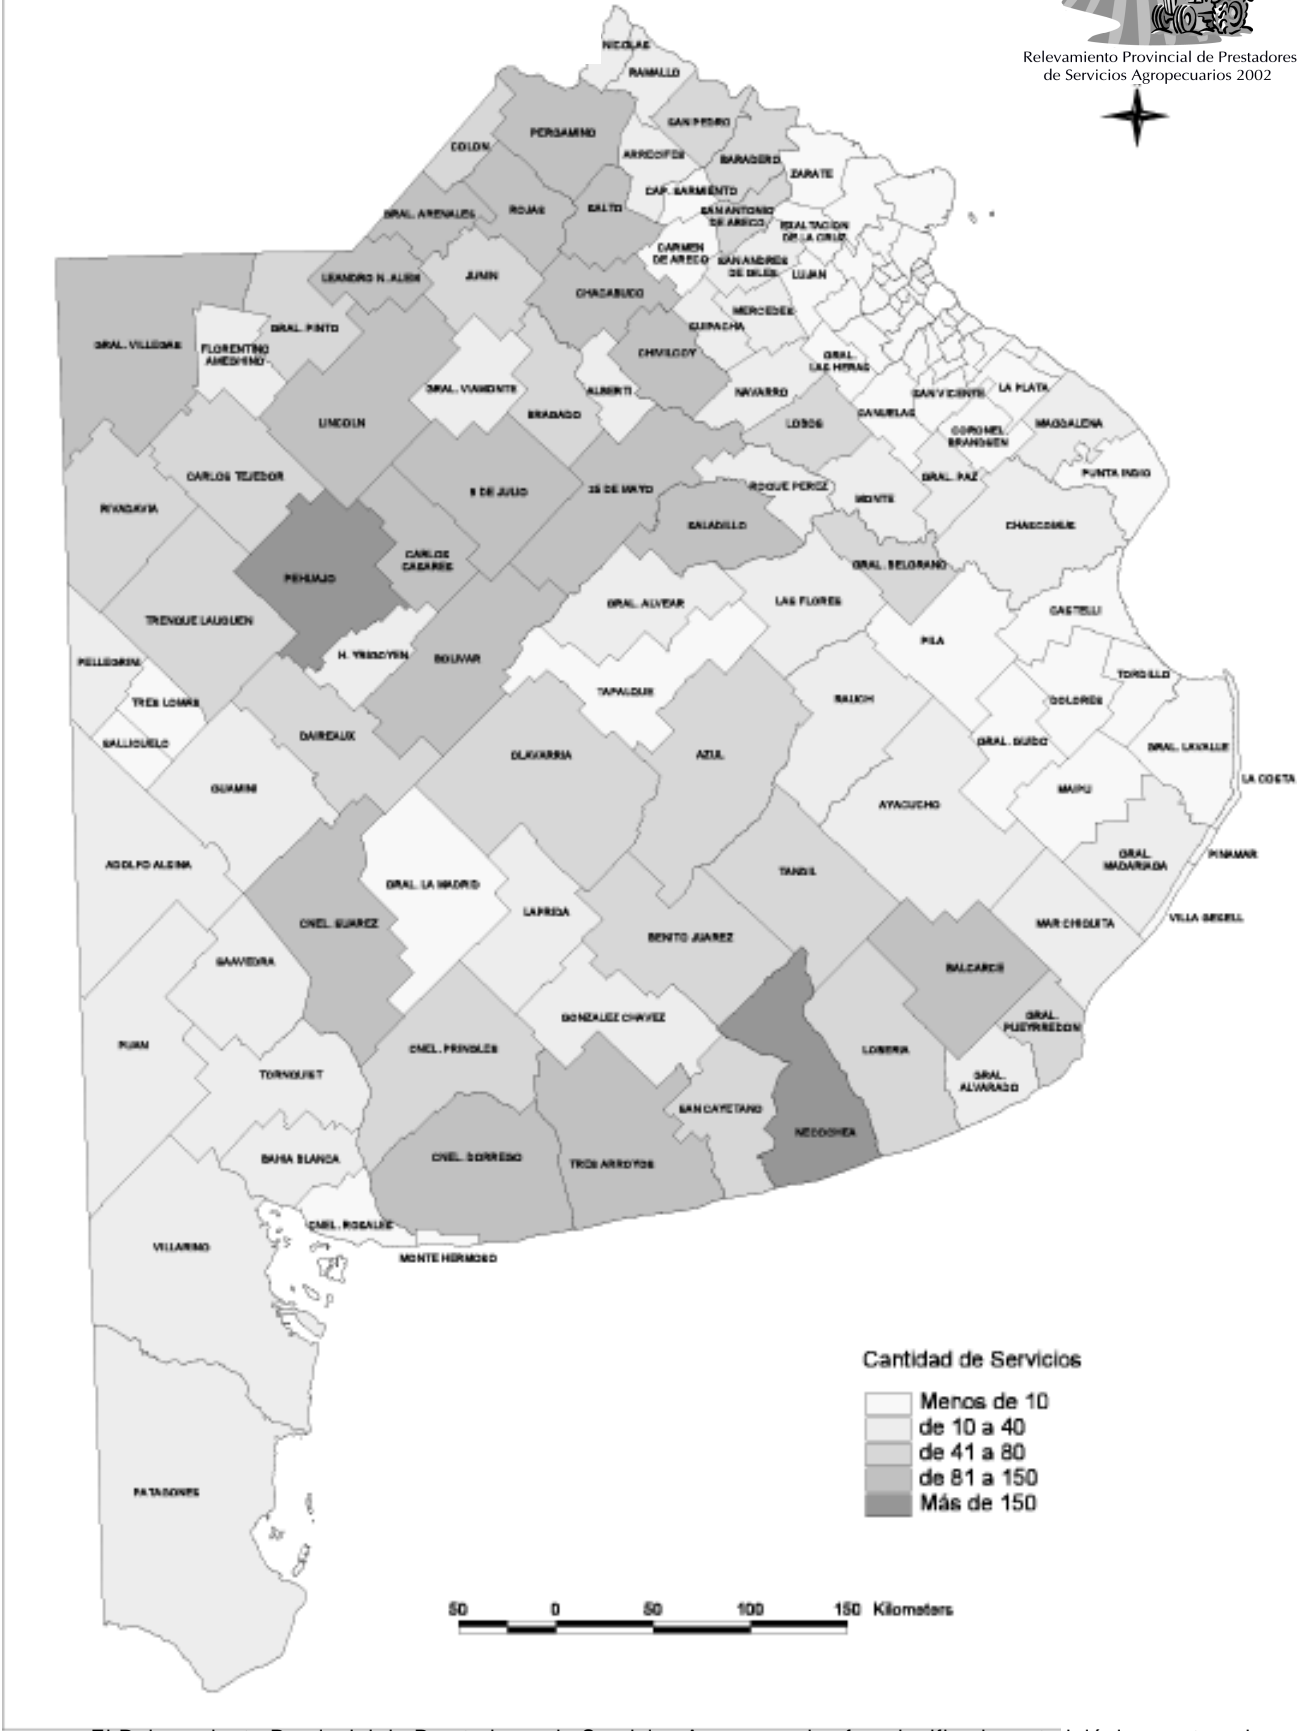 Relevamiento Provincial de Prestadores
de Servicios Agropecuarios 2002
NICOLAS
RAMALLO
SAN PEDRO
PERGAMINO
COLON
ARRECIFES
BARADERO
ZARATE
CAP. SARMIENTO
GRAL. ARENALES
ROJAS
SALTO
SAN ANTONIO
DE ARECO
EXALTACION
DE LA CRUZ
CARMEN
DE ARECO
SAN ANDRES
DE GILES
LUJAN
LEANDRO N. ALEM
JUNIN
CHACABUCO
MERCEDES
SUIPACHA
GRAL. PINTO
GRAL. VILLEGAS
FLORENTINO
AMEGHINO
CHIVILCOY
GRAL.
LAS HERAS
GRAL. VIAMONTE
ALBERTI
NAVARRO
SAN VICENTE
LA PLATA
BRAGADO
CAÑUELAS
LINCOLN
LOBOS
MAGDALENA
CORONEL
BRANDSEN
CARLOS TEJEDOR
9 DE JULIO
25 DE MAYO
ROQUE PEREZ
MONTE
GRAL. PAZ
PUNTA INDIO
RIVADAVIA
SALADILLO
CHASCOMUS
CARLOS
CASARES
GRAL. BELGRANO
PEHUAJO
GRAL. ALVEAR
LAS FLORES
CASTELLI
TRENQUE LAUQUEN
PILA
H. YRIGOYEN
BOLIVAR
PELLEGRINI
TORDILLO
TRES LOMAS
TAPALQUE
RAUCH
DOLORES
SALLIQUELO
DAIREAUX
OLAVARRIA
AZUL
GRAL. GUIDO
GRAL. LAVALLE
LA COSTA
GUAMINI
MAIPU
AYACUCHO
ADOLFO ALSINA
GRAL.
MADARIAGA
PINAMAR
TANDIL
GRAL. LA MADRID
LAPRIDA
CNEL. SUAREZ
MAR CHIQUITA
VILLA GESELL
BENITO JUAREZ
SAAVEDRA
BALCARCE
GONZALEZ CHAVEZ
GRAL.
PUEYRREDON
PUAN
CNEL. PRINGLES
LOBERIA
TORNQUIST
GRAL.
ALVARADO
SAN CAYETANO
NECOCHEA
BAHIA BLANCA
CNEL. DORREGO
TRES ARROYOS
CNEL. ROSALES
VILLARINO
MONTE HERMOSO
PATAGONES
Cantidad de Servicios
Menos de 10
de 10 a 40
de 41 a 80
de 81 a 150
Más de 150
50 0 50 100 150 Kilometers